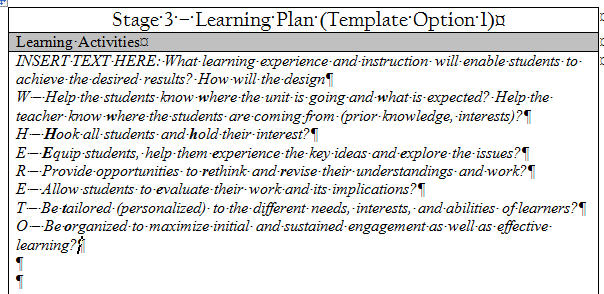 Stage 3 – Learning Plan (Template Option 1)
Learning Activities
INSERT TEXT HERE: What learning experience and instruction will enable students to
achieve the desired results? How will the design
W— Help the students know where the unit is going and what is expected? Help the
teacher know where the students are coming from (prior knowledge, interests)?
H— Hook all students and hold their interest?
E— Equip students, help them experience the key ideas and explore the issues?
R— Provide opportunities to rethink and revise their understandings and work?
E— Allow students to evaluate their work and its implications?
T— Be tailored (personalized) to the different needs, interests, and abilities of learners?
O— Be organized to maximize initial and sustained engagement as well as effective
learning?